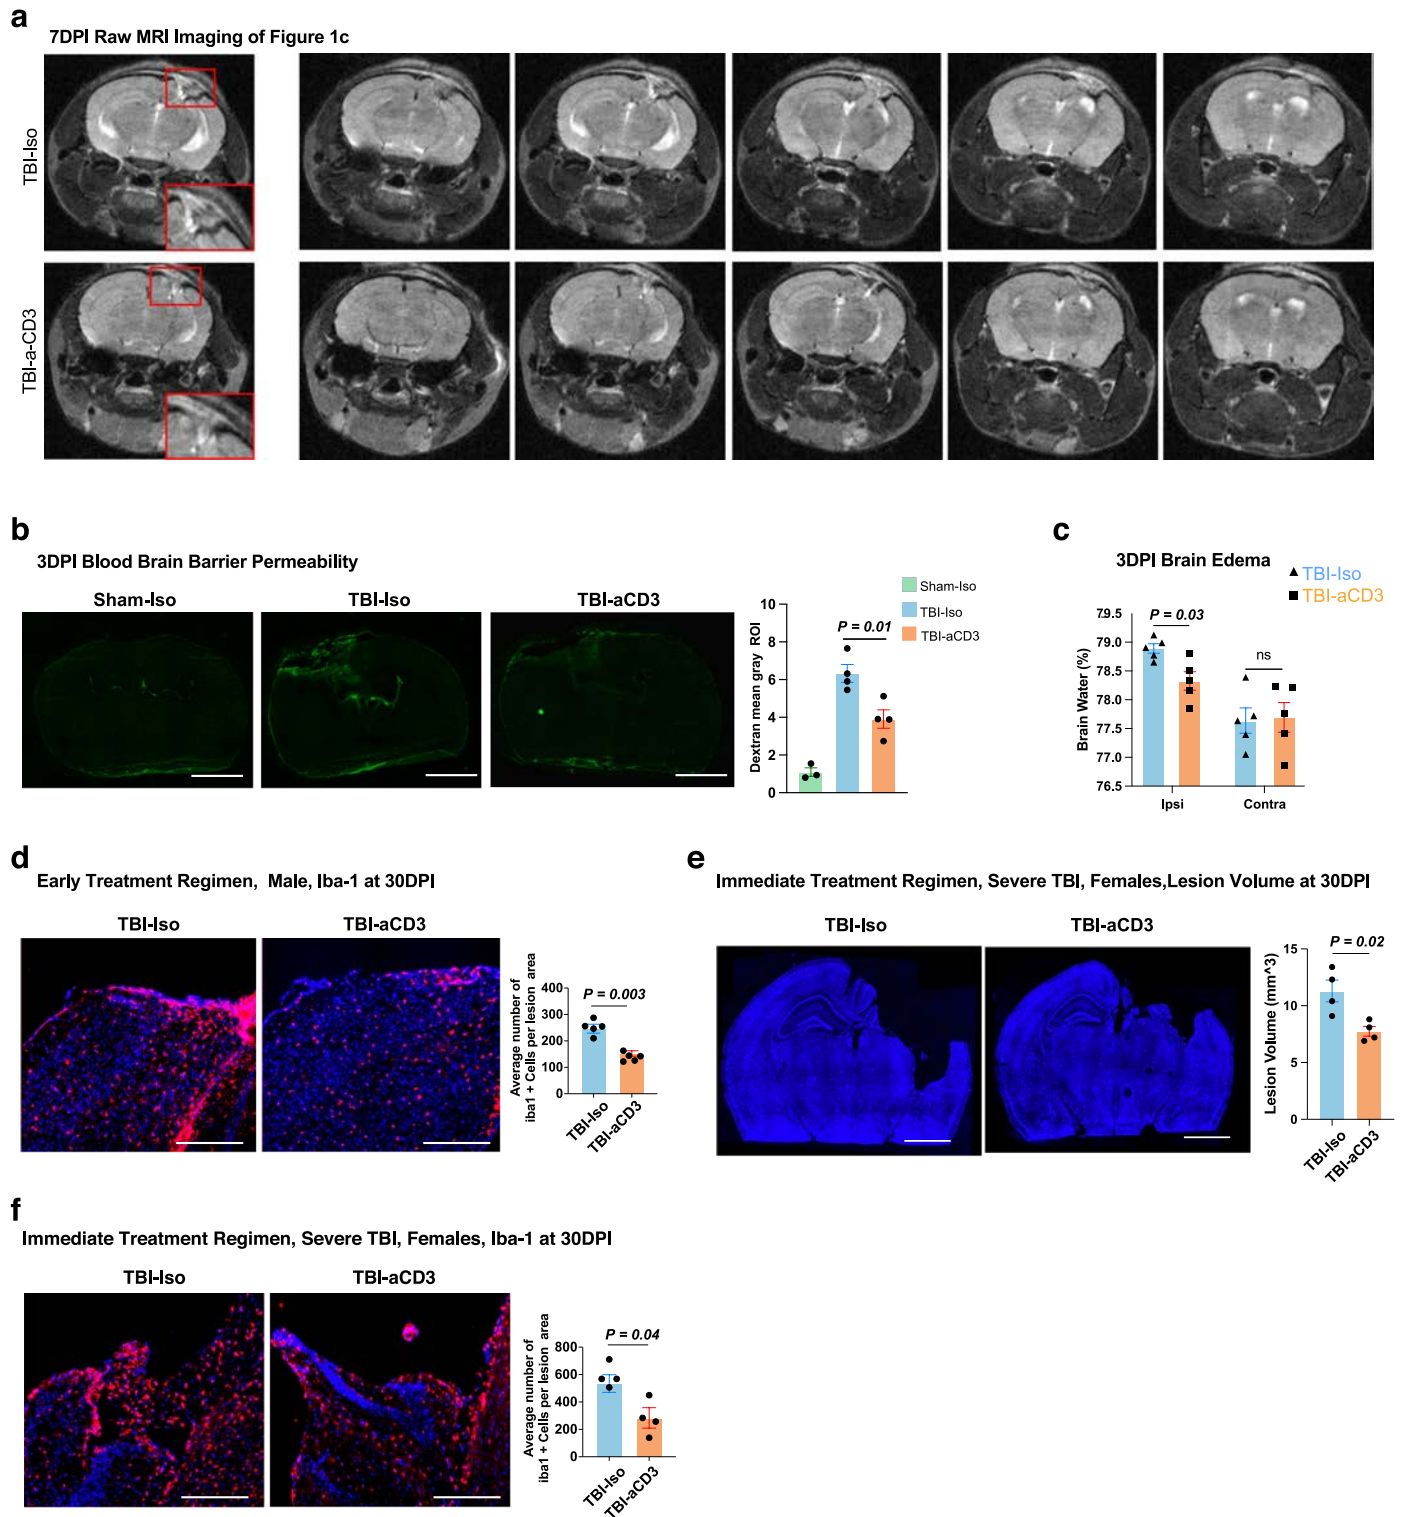 a
7DPI Raw MRI Imaging of Figure 1c
TBI-Iso
TBI-a-CD3
b
3DPI Blood Brain Barrier Permeability
Sham-Iso
TBI-Iso
TBI-aCD3
Dextran mean gray ROI
10
8
6
4
2
0
P = 0.01
Sham-Iso
TBI-Iso
TBI-aCD3
c
3DPI Brain Edema
TBI-Iso
TBI-aCD3
Brain Water (%)
79.5
79.0
78.5
78.0
77.5
77.0
76.5
P = 0.03
ns
Ipsi
Contra
d
Early Treatment Regimen, Male, Iba-1 at 30DPI
TBI-Iso
TBI-aCD3
Average number of
iba1 + Cells per lesion area
400
300
200
100
0
P = 0.003
TBI-Iso
TBI-aCD3
e
Immediate Treatment Regimen, Severe TBI, Females,Lesion Volume at 30DPI
TBI-Iso
TBI-aCD3
Lesion Volume (mm^3)
15
10
5
0
P = 0.02
TBI-Iso
TBI-aCD3
f
Immediate Treatment Regimen, Severe TBI, Females, Iba-1 at 30DPI
TBI-Iso
TBI-aCD3
Average number of
iba1 + Cells per lesion area
800
600
400
200
0
P = 0.04
TBI-Iso
TBI-aCD3